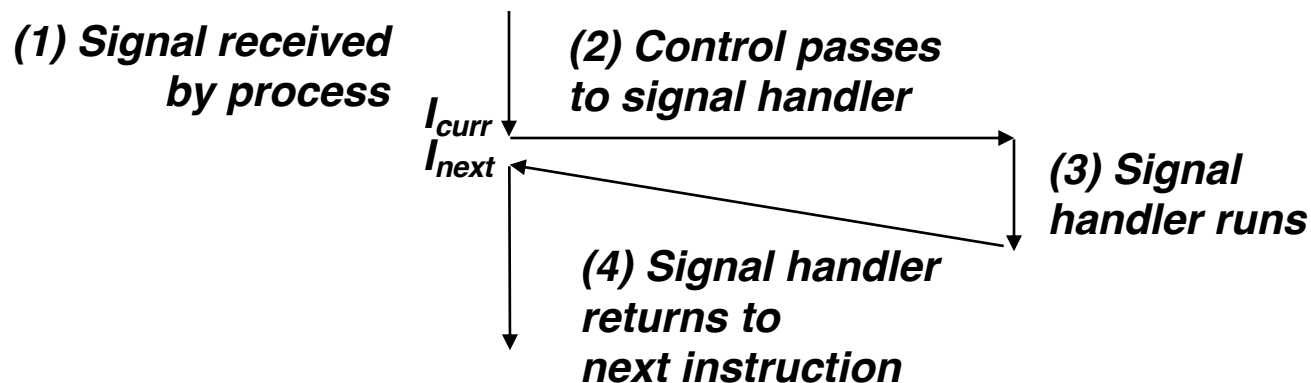 (1) Signal received
by process
(2) Control passes
to signal handler
I_curr
I_next
(3) Signal
handler runs
(4) Signal handler
returns to
next instruction